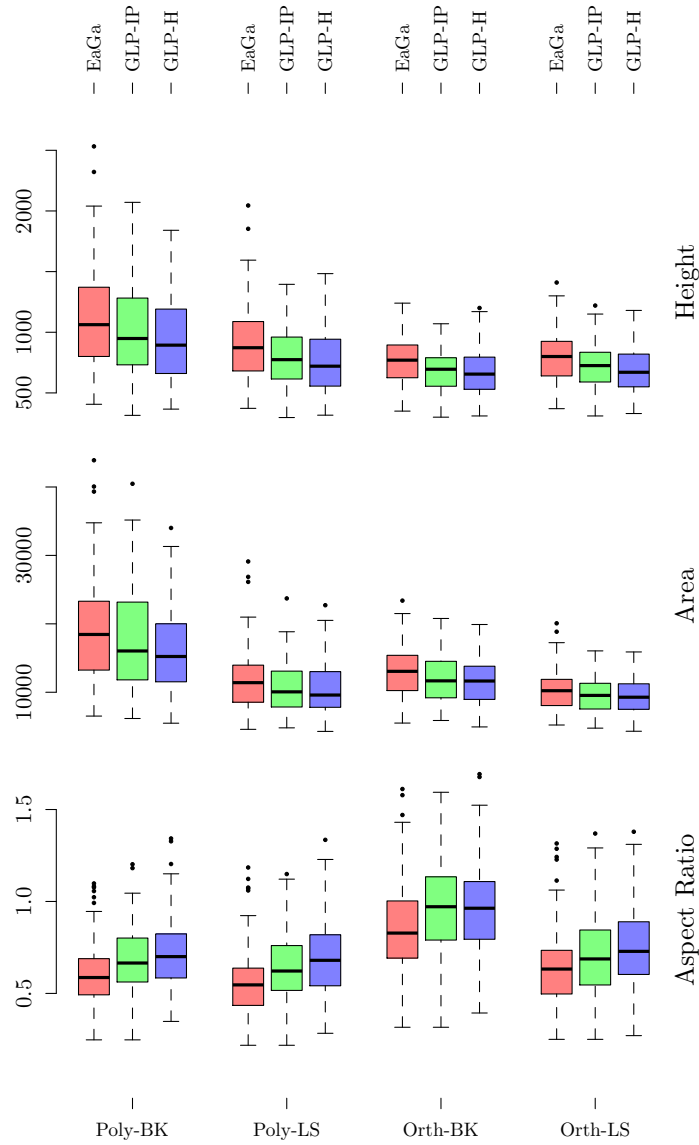 EaGa
GLP-IP
GLP-H
EaGa
GLP-IP
GLP-H
EaGa
GLP-IP
GLP-H
EaGa
GLP-IP
GLP-H
500
1000
2000
Height
10000
30000
Area
0.5
1.0
1.5
Aspect Ratio
Poly-BK
Poly-LS
Orth-BK
Orth-LS